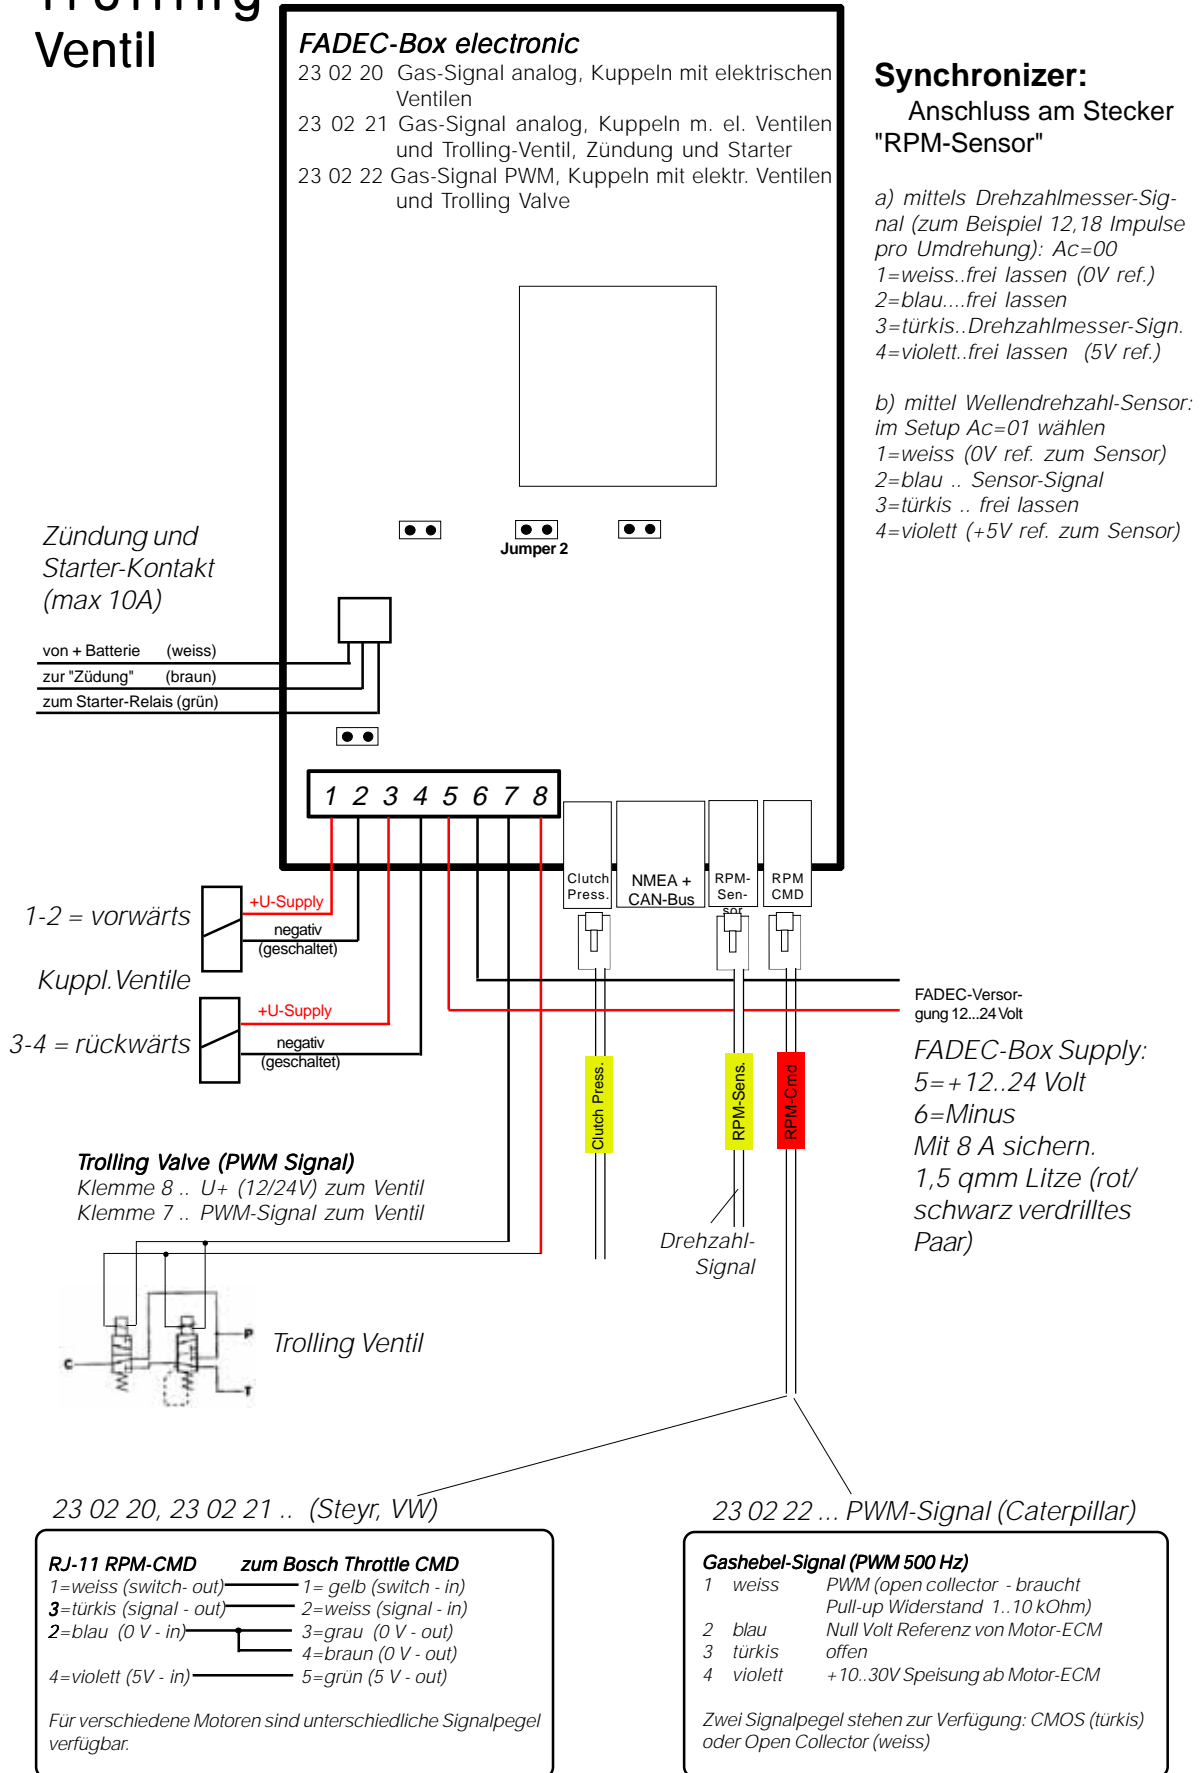 Trolling
Ventil
FADEC-Box electronic
23 02 20 Gas-Signal analog, Kuppeln mit elektrischen
Ventilen
23 02 21 Gas-Signal analog, Kuppeln m. el. Ventilen
und Trolling-Ventil, Zündung und Starter
23 02 22 Gas-Signal PWM, Kuppeln mit elektr. Ventilen
und Trolling Valve
Synchronizer:
Anschluss am Stecker
"RPM-Sensor"
a) mittels Drehzahlmesser-Sig-
nal (zum Beispiel 12,18 Impulse
pro Umdrehung): Ac=00
1=weiss..frei lassen (0V ref.)
2=blau....frei lassen
3=türkis..Drehzahlmesser-Sign.
4=violett..frei lassen (5V ref.)
b) mittel Wellendrehzahl-Sensor:
im Setup Ac=01 wählen
1=weiss (0V ref. zum Sensor)
2=blau .. Sensor-Signal
3=türkis .. frei lassen
4=violett (+5V ref. zum Sensor)
Jumper 2
Zündung und
Starter-Kontakt
(max 10A)
von + Batterie (weiss)
zur "Züdung" (braun)
zum Starter-Relais (grün)
1 2 3 4 5 6 7 8
Clutch
Press.
NMEA +
CAN-Bus
RPM-
Sen-
sor
RPM
CMD
1-2 = vorwärts
+U-Supply
negativ
(geschaltet)
Kuppl.Ventile
3-4 = rückwärts
+U-Supply
negativ
(geschaltet)
FADEC-Versor-
gung 12...24 Volt
FADEC-Box Supply:
5=+12..24 Volt
6=Minus
Mit 8 A sichern.
1,5 qmm Litze (rot/
schwarz verdrilltes
Paar)
Clutch Press.
RPM-Sens.
RPM-Cmd
Trolling Valve (PWM Signal)
Klemme 8 .. U+ (12/24V) zum Ventil
Klemme 7 .. PWM-Signal zum Ventil
Drehzahl-
Signal
P
C
T
Trolling Ventil
23 02 20, 23 02 21 .. (Steyr, VW)
RJ-11 RPM-CMD zum Bosch Throttle CMD
1=weiss (switch- out) 1= gelb (switch - in)
3=türkis (signal - out) 2=weiss (signal - in)
2=blau (0 V - in) 3=grau (0 V - out)
4=braun (0 V - out)
4=violett (5V - in) 5=grün (5 V - out)
Für verschiedene Motoren sind unterschiedliche Signalpegel
verfügbar.
23 02 22 ... PWM-Signal (Caterpillar)
Gashebel-Signal (PWM 500 Hz)
1 weiss PWM (open collector - braucht
Pull-up Widerstand 1..10 kOhm)
2 blau Null Volt Referenz von Motor-ECM
3 türkis offen
4 violett +10..30V Speisung ab Motor-ECM
Zwei Signalpegel stehen zur Verfügung: CMOS (türkis)
oder Open Collector (weiss)